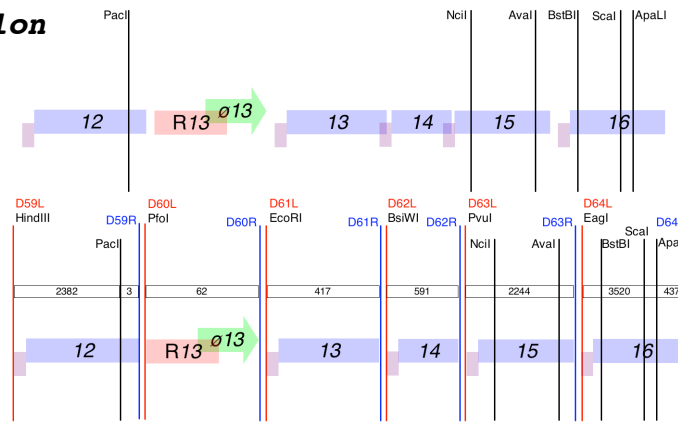 lon
PacI NciI AvaI BstBI ScaI ApaLI
12 R13 ø13 13 14 15 16
D59L D59R D60L D60R D61L D61R D62L D62R D63L D63R D64L D64
HindIII PfoI EcoRI BsiWI PvuI EagI
PacI NciI AvaI BstBI ScaI Apa
2382 3 62 417 591 2244 3520 437
12 R13 ø13 13 14 15 16